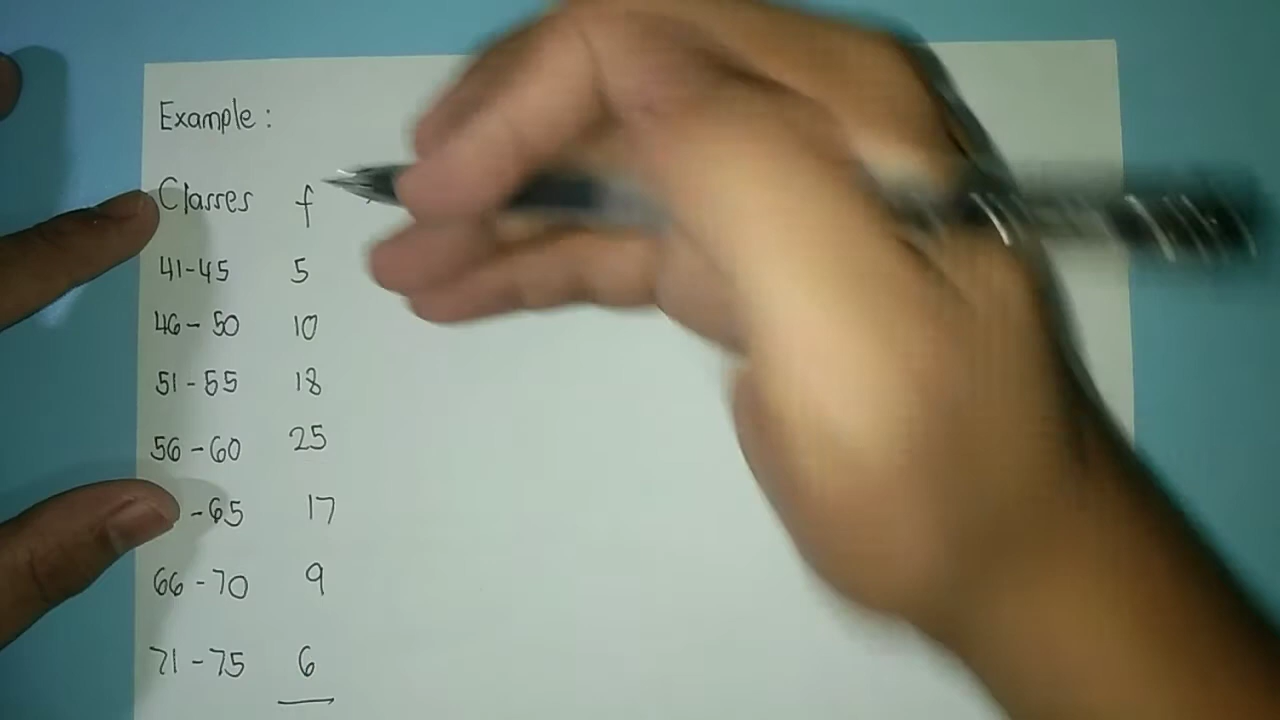 Example :
Classes f
41-45 5
46 - 50 10
51 - 55 18
56 - 60 25
- 65 17
66 - 70 9
71 - 75 6